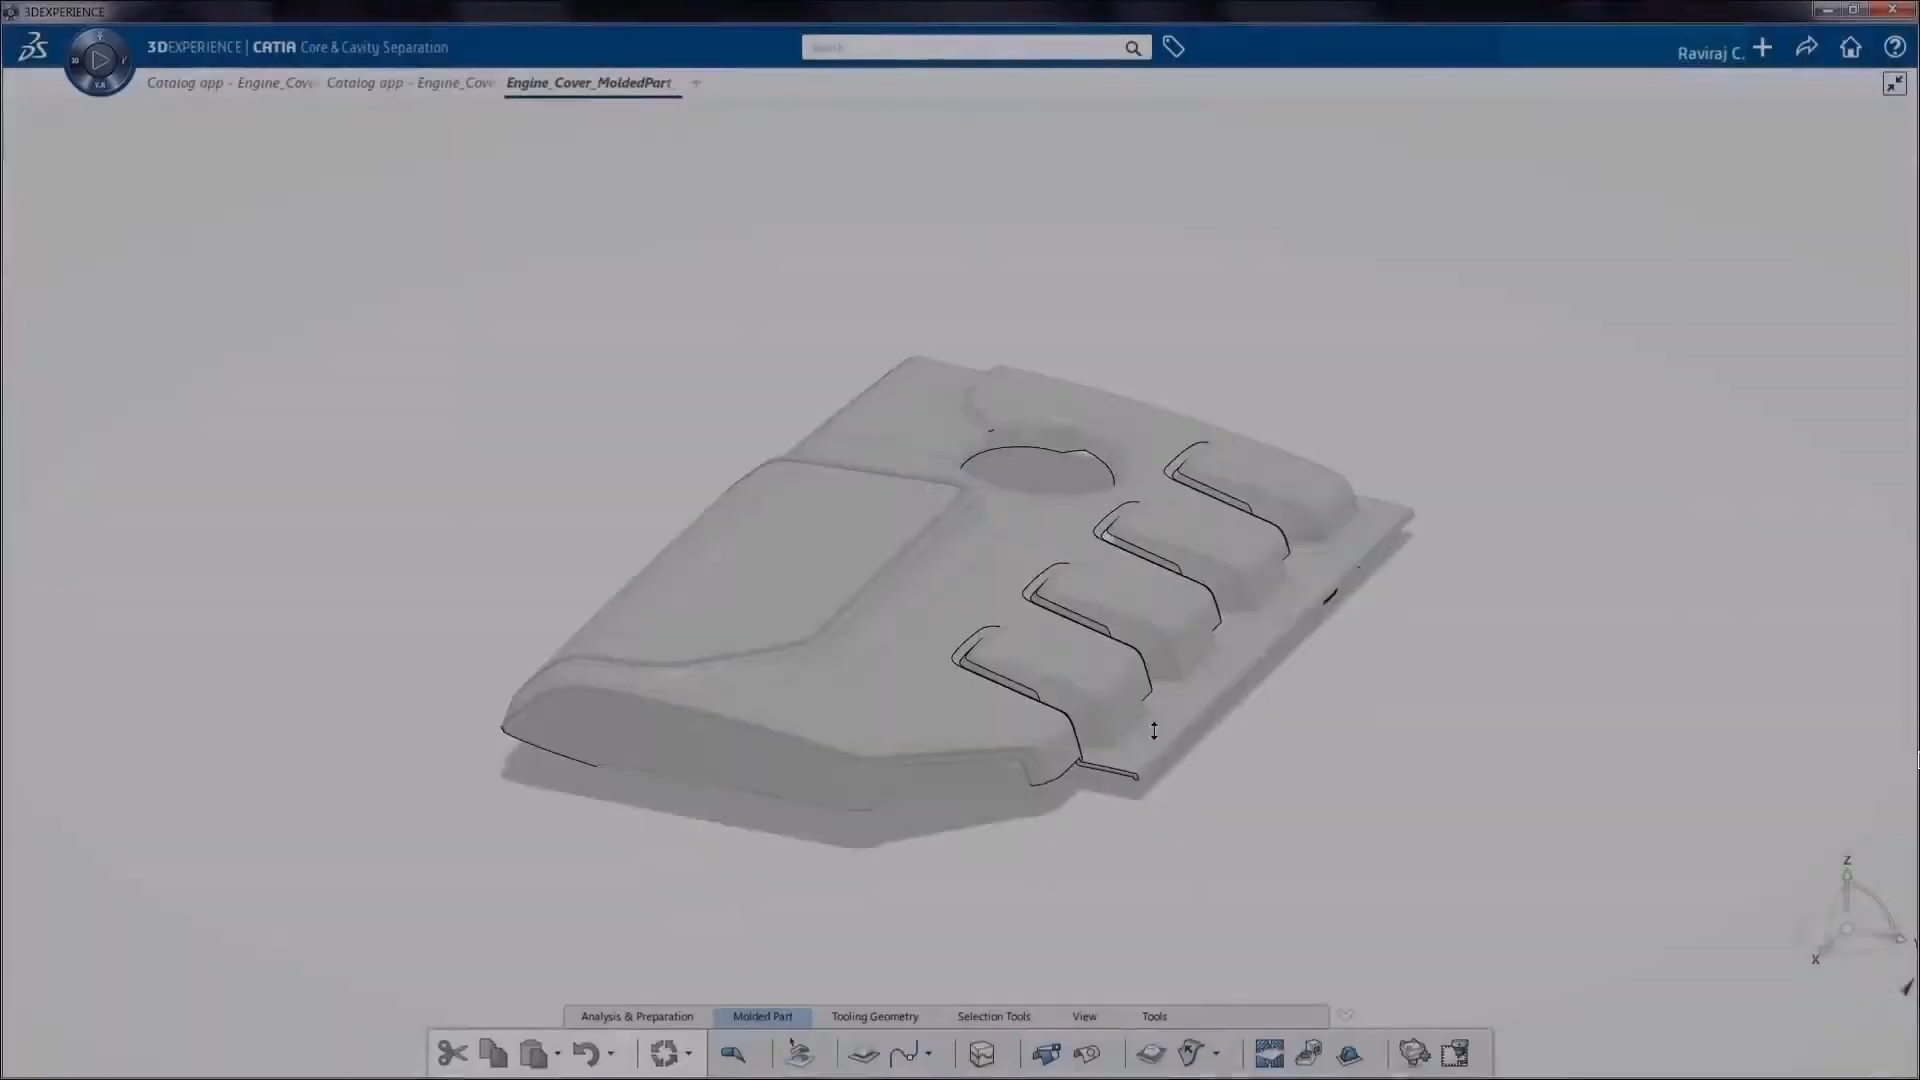 3DEXPERIENCE
3DEXPERIENCE | CATIA Core & Cavity Separation
Search
Raviraj C.
Catalog app - Engine_Cove
Catalog app - Engine_Cove
Engine_Cover_MoldedPart
Z
X
Analysis & Preparation
Molded Part
Tooling Geometry
Selection Tools
View
Tools